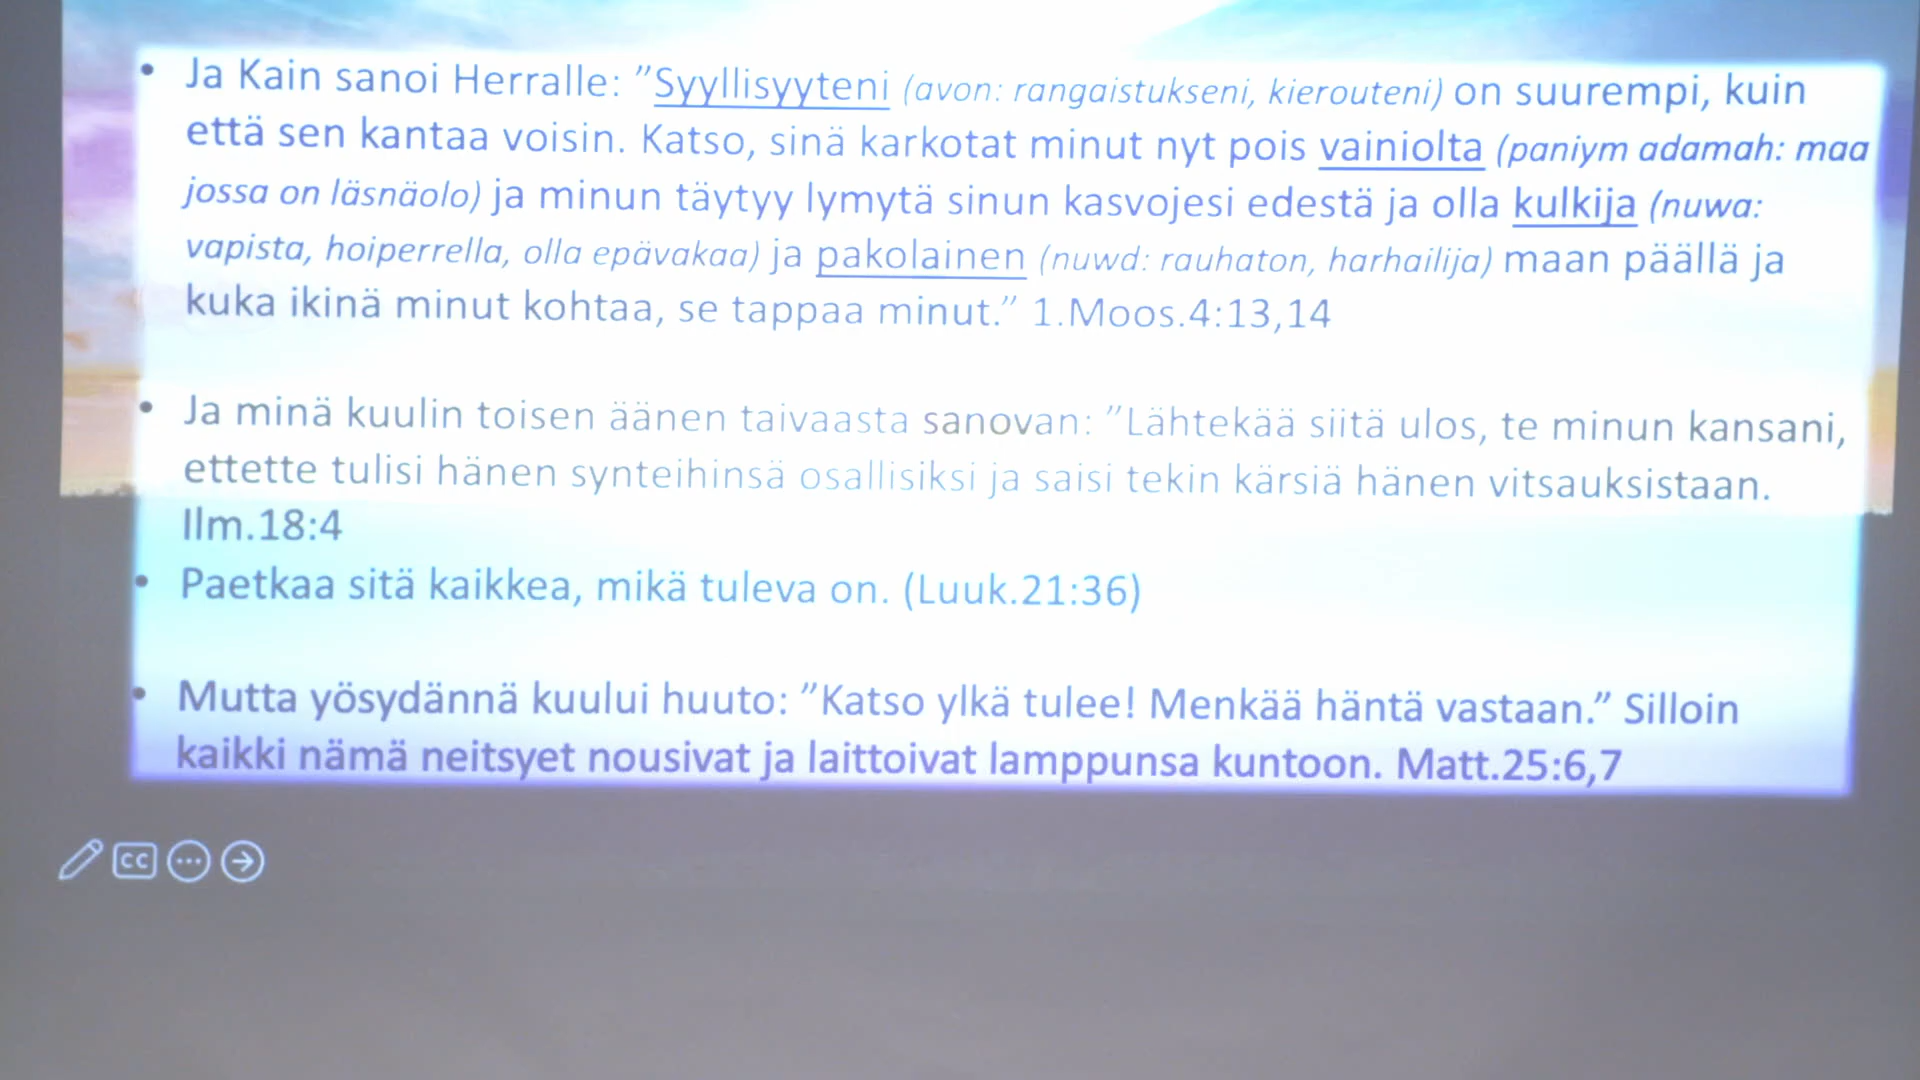 • Ja Kain sanoi Herralle: ”Syyllisyyteni (avon: rangaistukseni, kierouteni) on suurempi, kuin
että sen kantaa voisin. Katso, sinä karkotat minut nyt pois vainiolta (paniym adamah: maa
jossa on läsnäolo) ja minun täytyy lymytä sinun kasvojesi edestä ja olla kulkija (nuwa:
vapista, hoiperrella, olla epävakaa) ja pakolainen (nuwd: rauhaton, harhailija) maan päällä ja
kuka ikinä minut kohtaa, se tappaa minut.” 1.Moos.4:13,14
• Ja minä kuulin toisen äänen taivaasta sanovan: ”Lähtekää siitä ulos, te minun kansani,
ettette tulisi hänen synteihinsä osallisiksi ja saisi tekin kärsiä hänen vitsauksistaan.
Ilm.18:4
• Paetkaa sitä kaikkea, mikä tuleva on. (Luuk.21:36)
• Mutta yösydännä kuului huuto: ”Katso ylkä tulee! Menkää häntä vastaan.” Silloin
kaikki nämä neitsyet nousivat ja laittoivat lamppunsa kuntoon. Matt.25:6,7
CC